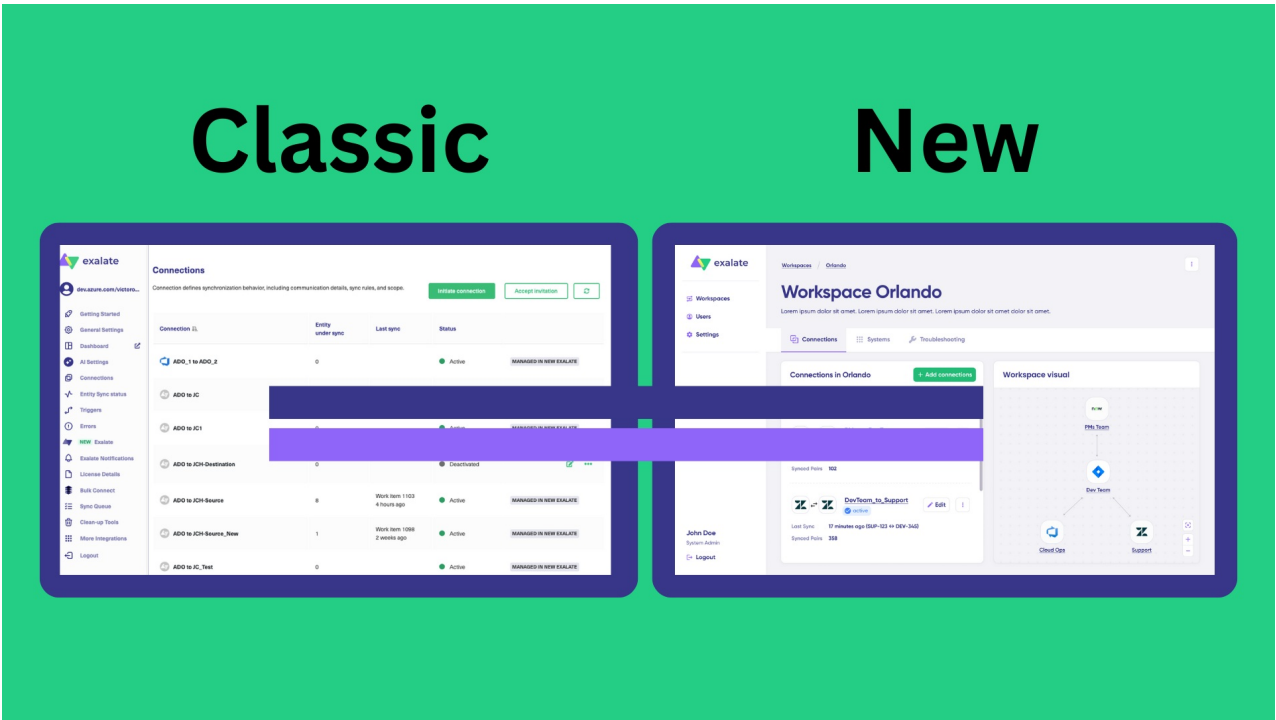 Classic
New
exalate
dev.azure.com/victoro...
Getting Started
General Settings
Dashboard
AI Settings
Connections
Entity Sync status
Triggers
Errors
NEW Exalate
Exalate Notifications
License Details
Bulk Connect
Sync Queue
Clean-up Tools
More Integrations
Logout
Connections
Connection defines synchronization behavior, including communication details, sync rules, and scope.
Initiate connection
Accept invitation
Connection
Entity
under sync
Last sync
Status
ADO_1 to ADO_2
0
Active
MANAGED IN NEW EXALATE
ADO to JC
ADO to JC1
ADO to JCH-Destination
0
Deactivated
ADO to JCH-Source
8
Work item 1103
4 hours ago
Active
MANAGED IN NEW EXALATE
ADO to JCH-Source_New
1
Work item 1098
2 weeks ago
Active
MANAGED IN NEW EXALATE
ADO to JC_Test
0
Active
MANAGED IN NEW EXALATE
exalate
Workspaces
Users
Settings
John Doe
System Admin
Logout
Workspaces / Orlando
Workspace Orlando
Lorem ipsum dolor sit amet. Lorem ipsum dolor sit amet. Lorem ipsum dolor sit amet dolor sit amet.
Connections
Systems
Troubleshooting
Connections in Orlando
+ Add connections
Synced Pairs 102
DevTeam_to_Support
active
Edit
Last Sync 17 minutes ago (SUP-123 ↔ DEV-345)
Synced Pairs 358
Workspace visual
now
PMs Team
Dev Team
Cloud Ops
Support